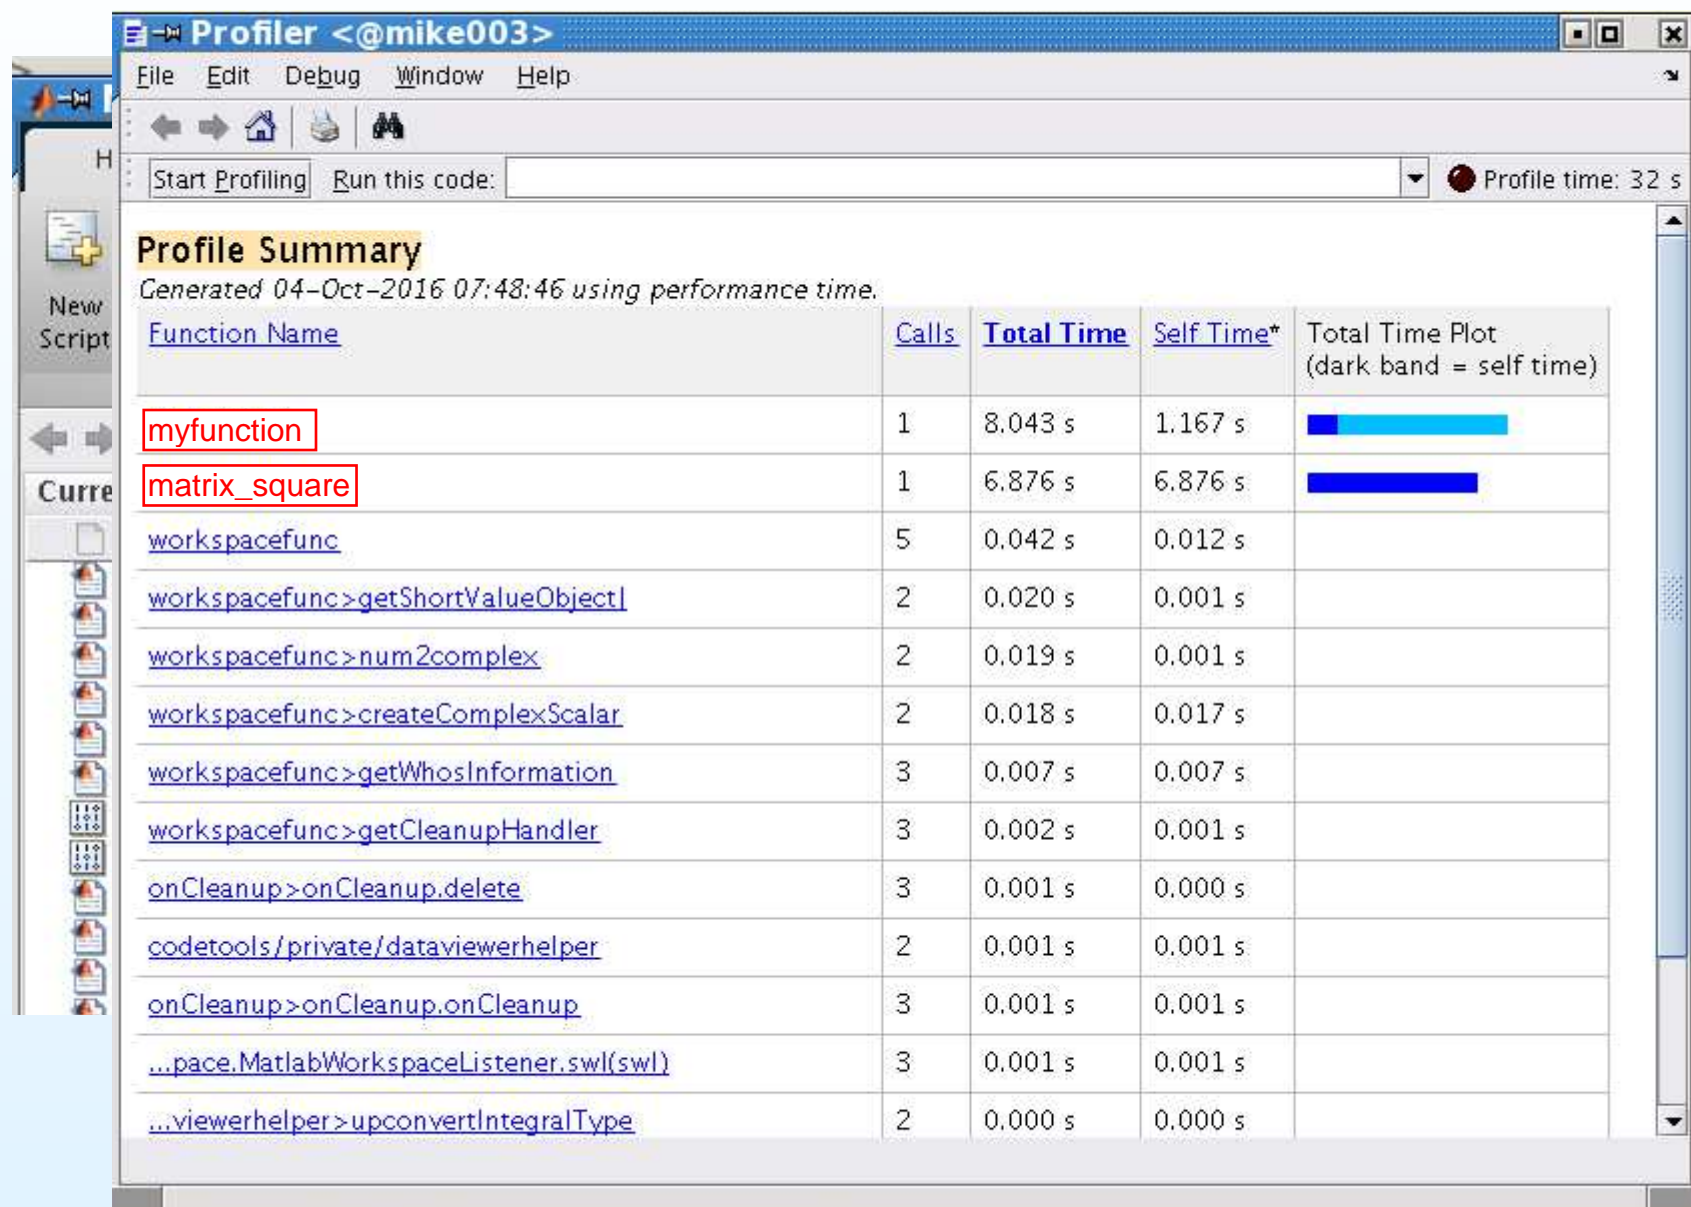 Profiler <@mike003>
File Edit Debug Window Help
H
Start Profiling Run this code: Profile time: 32 s
New
Script
Curre
Profile Summary
Generated 04-Oct-2016 07:48:46 using performance time.
Function Name Calls Total Time Self Time* Total Time Plot
(dark band = self time)
myfunction 1 8.043 s 1.167 s
matrix_square 1 6.876 s 6.876 s
workspacefunc 5 0.042 s 0.012 s
workspacefunc>getShortValueObjectJ 2 0.020 s 0.001 s
workspacefunc>num2complex 2 0.019 s 0.001 s
workspacefunc>createComplexScalar 2 0.018 s 0.017 s
workspacefunc>getWhosInformation 3 0.007 s 0.007 s
workspacefunc>getCleanupHandler 3 0.002 s 0.001 s
onCleanup>onCleanup.delete 3 0.001 s 0.000 s
codetools/private/dataviewerhelper 2 0.001 s 0.001 s
onCleanup>onCleanup.onCleanup 3 0.001 s 0.001 s
...pace.MatlabWorkspaceListener.swl(swl) 3 0.001 s 0.001 s
...viewerhelper>upconvertIntegralType 2 0.000 s 0.000 s